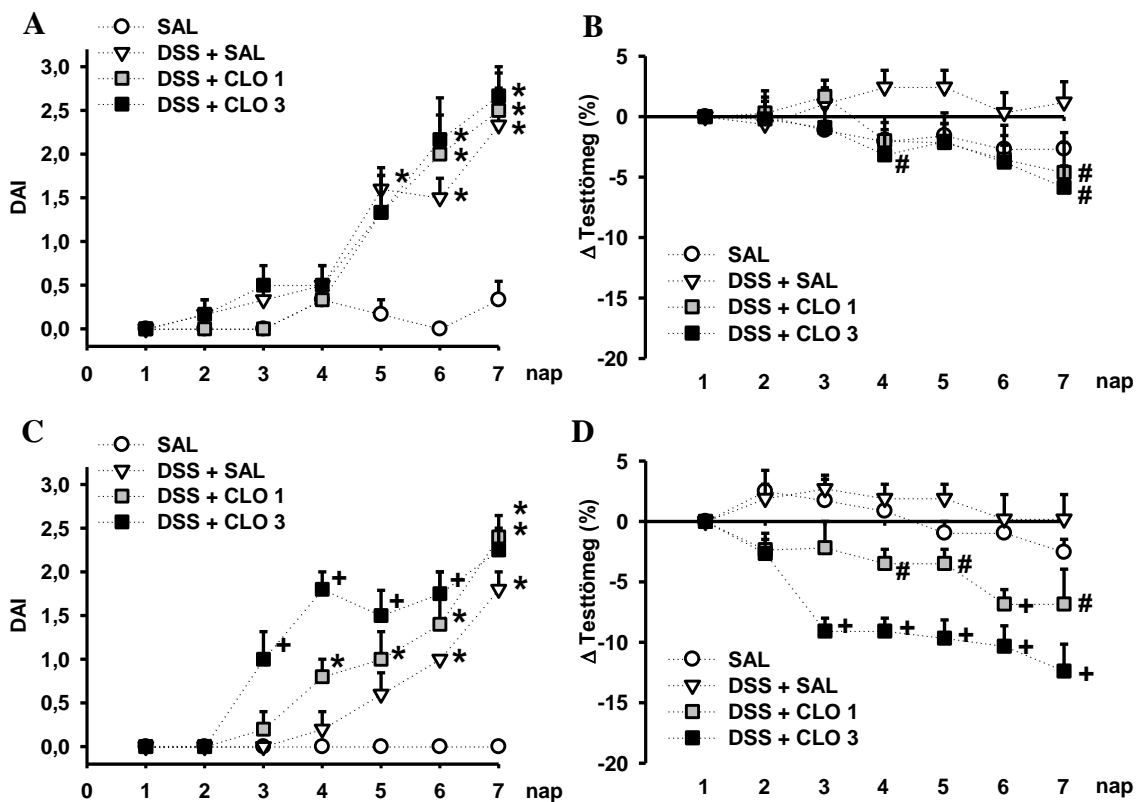 A
SAL
DSS + SAL
DSS + CLO 1
DSS + CLO 3
DAI
3,0
2,5
2,0
1,5
1,0
0,5
0,0
* * *
* * *
*
0 1 2 3 4 5 6 7 nap
B
Δ Testtömeg (%)
5
0
-5
-10
-15
-20
#
#
#
SAL
DSS + SAL
DSS + CLO 1
DSS + CLO 3
1 2 3 4 5 6 7 nap
C
SAL
DSS + SAL
DSS + CLO 1
DSS + CLO 3
DAI
3,0
2,5
2,0
1,5
1,0
0,5
0,0
+ + + +
* * * *
* * *
0 1 2 3 4 5 6 7 nap
D
Δ Testtömeg (%)
5
0
-5
-10
-15
-20
# # + #
+ + + + +
SAL
DSS + SAL
DSS + CLO 1
DSS + CLO 3
1 2 3 4 5 6 7 nap